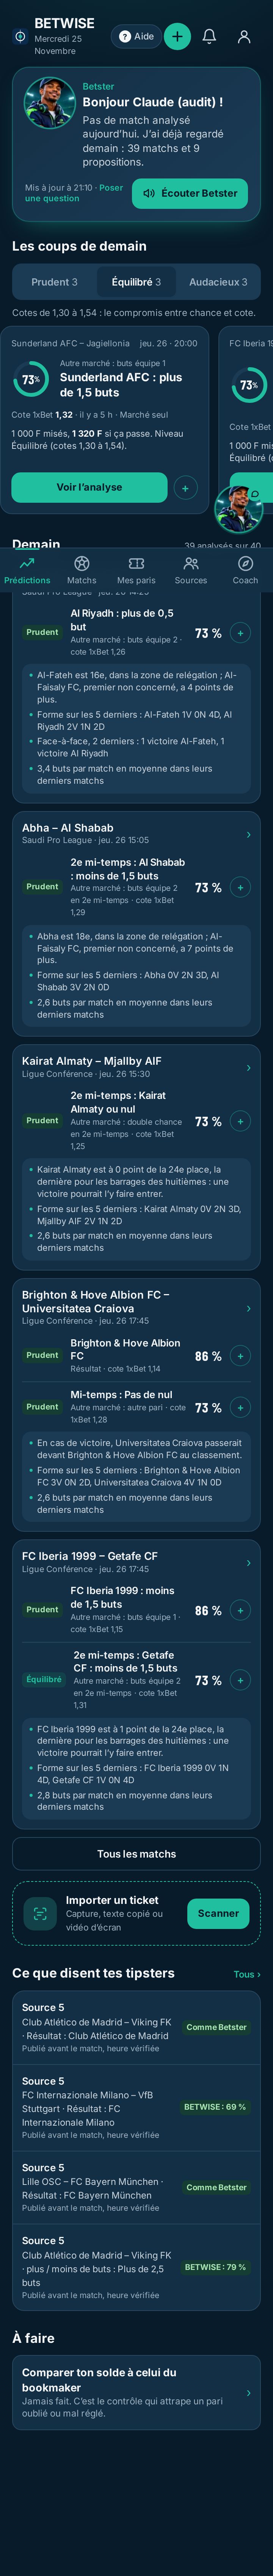 BETWISE
Mercredi 25
Novembre
? Aide
Betster
Bonjour Claude (audit) !
Pas de match analysé
aujourd'hui. J'ai déjà regardé
demain : 39 matchs et 9
propositions.
Mis à jour à 21:10 · Poser
une question
Écouter Betster
Les coups de demain
Prudent 3
Équilibré 3
Audacieux 3
Cotes de 1,30 à 1,54 : le compromis entre chance et cote.
Sunderland AFC – Jagiellonia
jeu. 26 · 20:00
73%
Autre marché : buts équipe 1
Sunderland AFC : plus
de 1,5 buts
Cote 1xBet 1,32 · il y a 5 h · Marché seul
1 000 F misés, 1 320 F si ça passe. Niveau
Équilibré (cotes 1,30 à 1,54).
Voir l'analyse
+
FC Iberia 19
73%
Cote 1xBet
1 000 F mis
Équilibré (c
Demain
39 analysés sur 40
Prédictions
Matchs
Mes paris
Sources
Coach
Saudi Pro League · jeu. 26 14:25
Prudent
Al Riyadh : plus de 0,5
but
Autre marché : buts équipe 2 ·
cote 1xBet 1,26
73 %
+
Al-Fateh est 16e, dans la zone de relégation ; Al-
Faisaly FC, premier non concerné, a 4 points de
plus.
Forme sur les 5 derniers : Al-Fateh 1V 0N 4D, Al
Riyadh 2V 1N 2D
Face-à-face, 2 derniers : 1 victoire Al-Fateh, 1
victoire Al Riyadh
3,4 buts par match en moyenne dans leurs
derniers matchs
Abha – Al Shabab
Saudi Pro League · jeu. 26 15:05
Prudent
2e mi-temps : Al Shabab
: moins de 1,5 buts
Autre marché : buts équipe 2
en 2e mi-temps · cote 1xBet
1,29
73 %
+
Abha est 18e, dans la zone de relégation ; Al-
Faisaly FC, premier non concerné, a 7 points de
plus.
Forme sur les 5 derniers : Abha 0V 2N 3D, Al
Shabab 3V 2N 0D
2,6 buts par match en moyenne dans leurs
derniers matchs
Kairat Almaty – Mjallby AIF
Ligue Conférence · jeu. 26 15:30
Prudent
2e mi-temps : Kairat
Almaty ou nul
Autre marché : double chance
en 2e mi-temps · cote 1xBet
1,25
73 %
+
Kairat Almaty est à 0 point de la 24e place, la
dernière pour les barrages des huitièmes : une
victoire pourrait l'y faire entrer.
Forme sur les 5 derniers : Kairat Almaty 0V 2N 3D,
Mjallby AIF 2V 1N 2D
2,6 buts par match en moyenne dans leurs
derniers matchs
Brighton & Hove Albion FC –
Universitatea Craiova
Ligue Conférence · jeu. 26 17:45
Prudent
Brighton & Hove Albion
FC
Résultat · cote 1xBet 1,14
86 %
+
Prudent
Mi-temps : Pas de nul
Autre marché : autre pari · cote
1xBet 1,28
73 %
+
En cas de victoire, Universitatea Craiova passerait
devant Brighton & Hove Albion FC au classement.
Forme sur les 5 derniers : Brighton & Hove Albion
FC 3V 0N 2D, Universitatea Craiova 4V 1N 0D
2,6 buts par match en moyenne dans leurs
derniers matchs
FC Iberia 1999 – Getafe CF
Ligue Conférence · jeu. 26 17:45
Prudent
FC Iberia 1999 : moins
de 1,5 buts
Autre marché : buts équipe 1 ·
cote 1xBet 1,15
86 %
+
Équilibré
2e mi-temps : Getafe
CF : moins de 1,5 buts
Autre marché : buts équipe 2
en 2e mi-temps · cote 1xBet
1,31
73 %
+
FC Iberia 1999 est à 1 point de la 24e place, la
dernière pour les barrages des huitièmes : une
victoire pourrait l'y faire entrer.
Forme sur les 5 derniers : FC Iberia 1999 0V 1N
4D, Getafe CF 1V 0N 4D
2,8 buts par match en moyenne dans leurs
derniers matchs
Tous les matchs
Importer un ticket
Capture, texte copié ou
vidéo d'écran
Scanner
Ce que disent tes tipsters
Tous ›
Source 5
Club Atlético de Madrid – Viking FK
· Résultat : Club Atlético de Madrid
Publié avant le match, heure vérifiée
Comme Betster
Source 5
FC Internazionale Milano – VfB
Stuttgart · Résultat : FC
Internazionale Milano
Publié avant le match, heure vérifiée
BETWISE : 69 %
Source 5
Lille OSC – FC Bayern München ·
Résultat : FC Bayern München
Publié avant le match, heure vérifiée
Comme Betster
Source 5
Club Atlético de Madrid – Viking FK
· plus / moins de buts : Plus de 2,5
buts
Publié avant le match, heure vérifiée
BETWISE : 79 %
À faire
Comparer ton solde à celui du
bookmaker
Jamais fait. C'est le contrôle qui attrape un pari
oublié ou mal réglé.